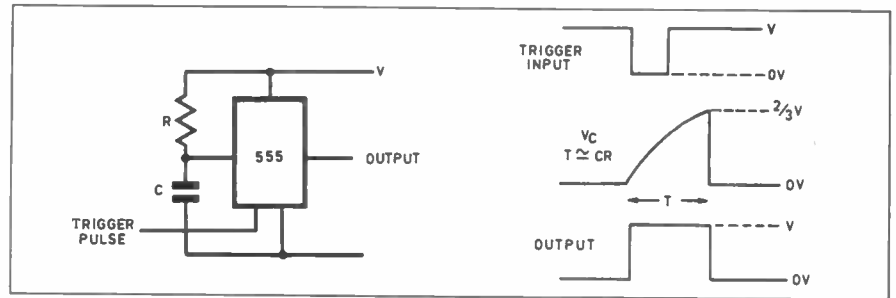 V
R
555
OUTPUT
C
TRIGGER
PULSE
TRIGGER
INPUT
V
0V
VC
T ≃ CR
2/3V
0V
T
OUTPUT
V
0V